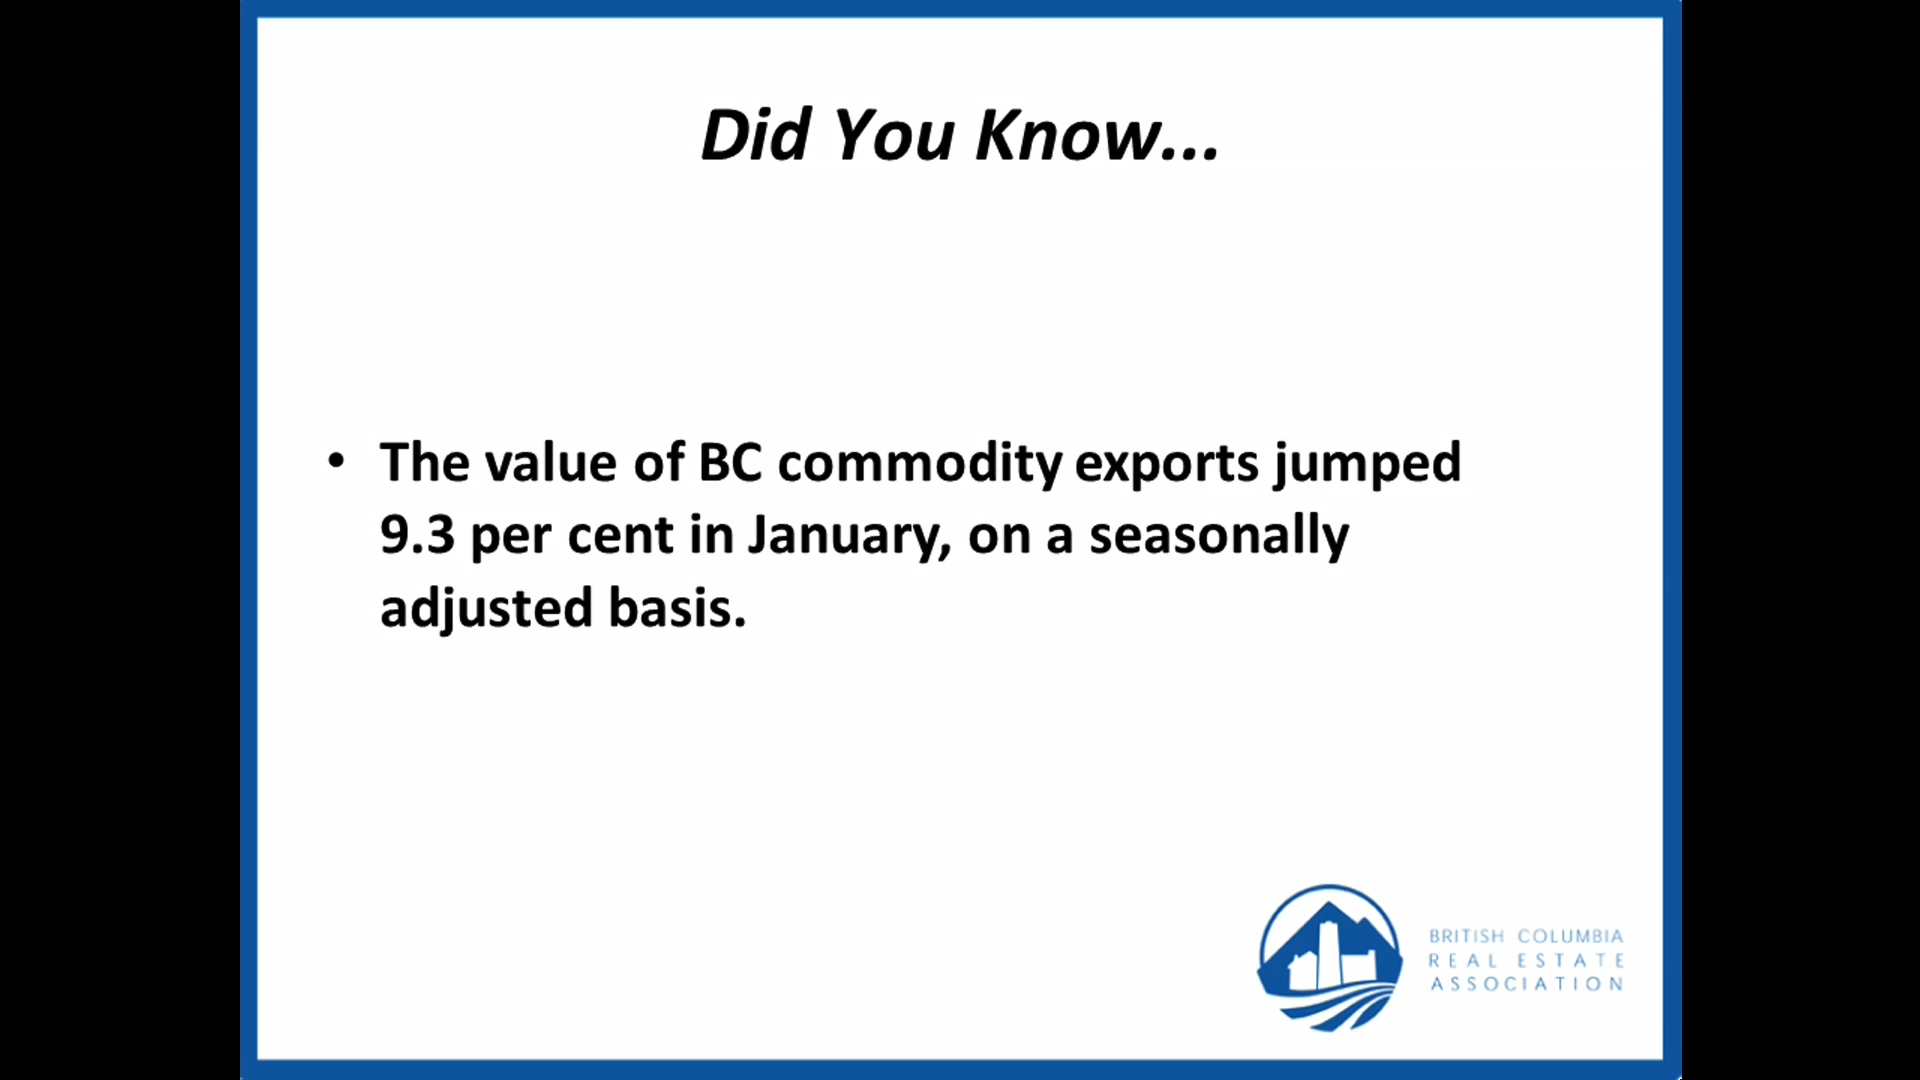 Did You Know...
• The value of BC commodity exports jumped
9.3 per cent in January, on a seasonally
adjusted basis.
BRITISH COLUMBIA
REAL ESTATE
ASSOCIATION